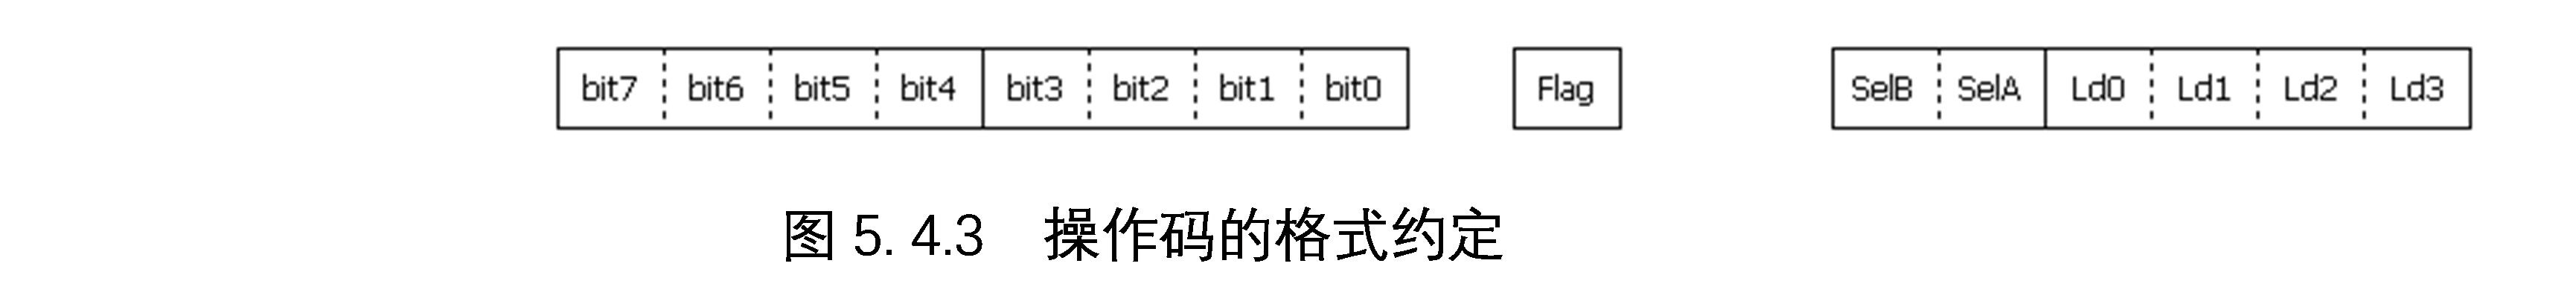 bit7 bit6 bit5 bit4 bit3 bit2 bit1 bit0 Flag SelB SelA Ld0 Ld1 Ld2 Ld3
图 5. 4.3 操作码的格式约定